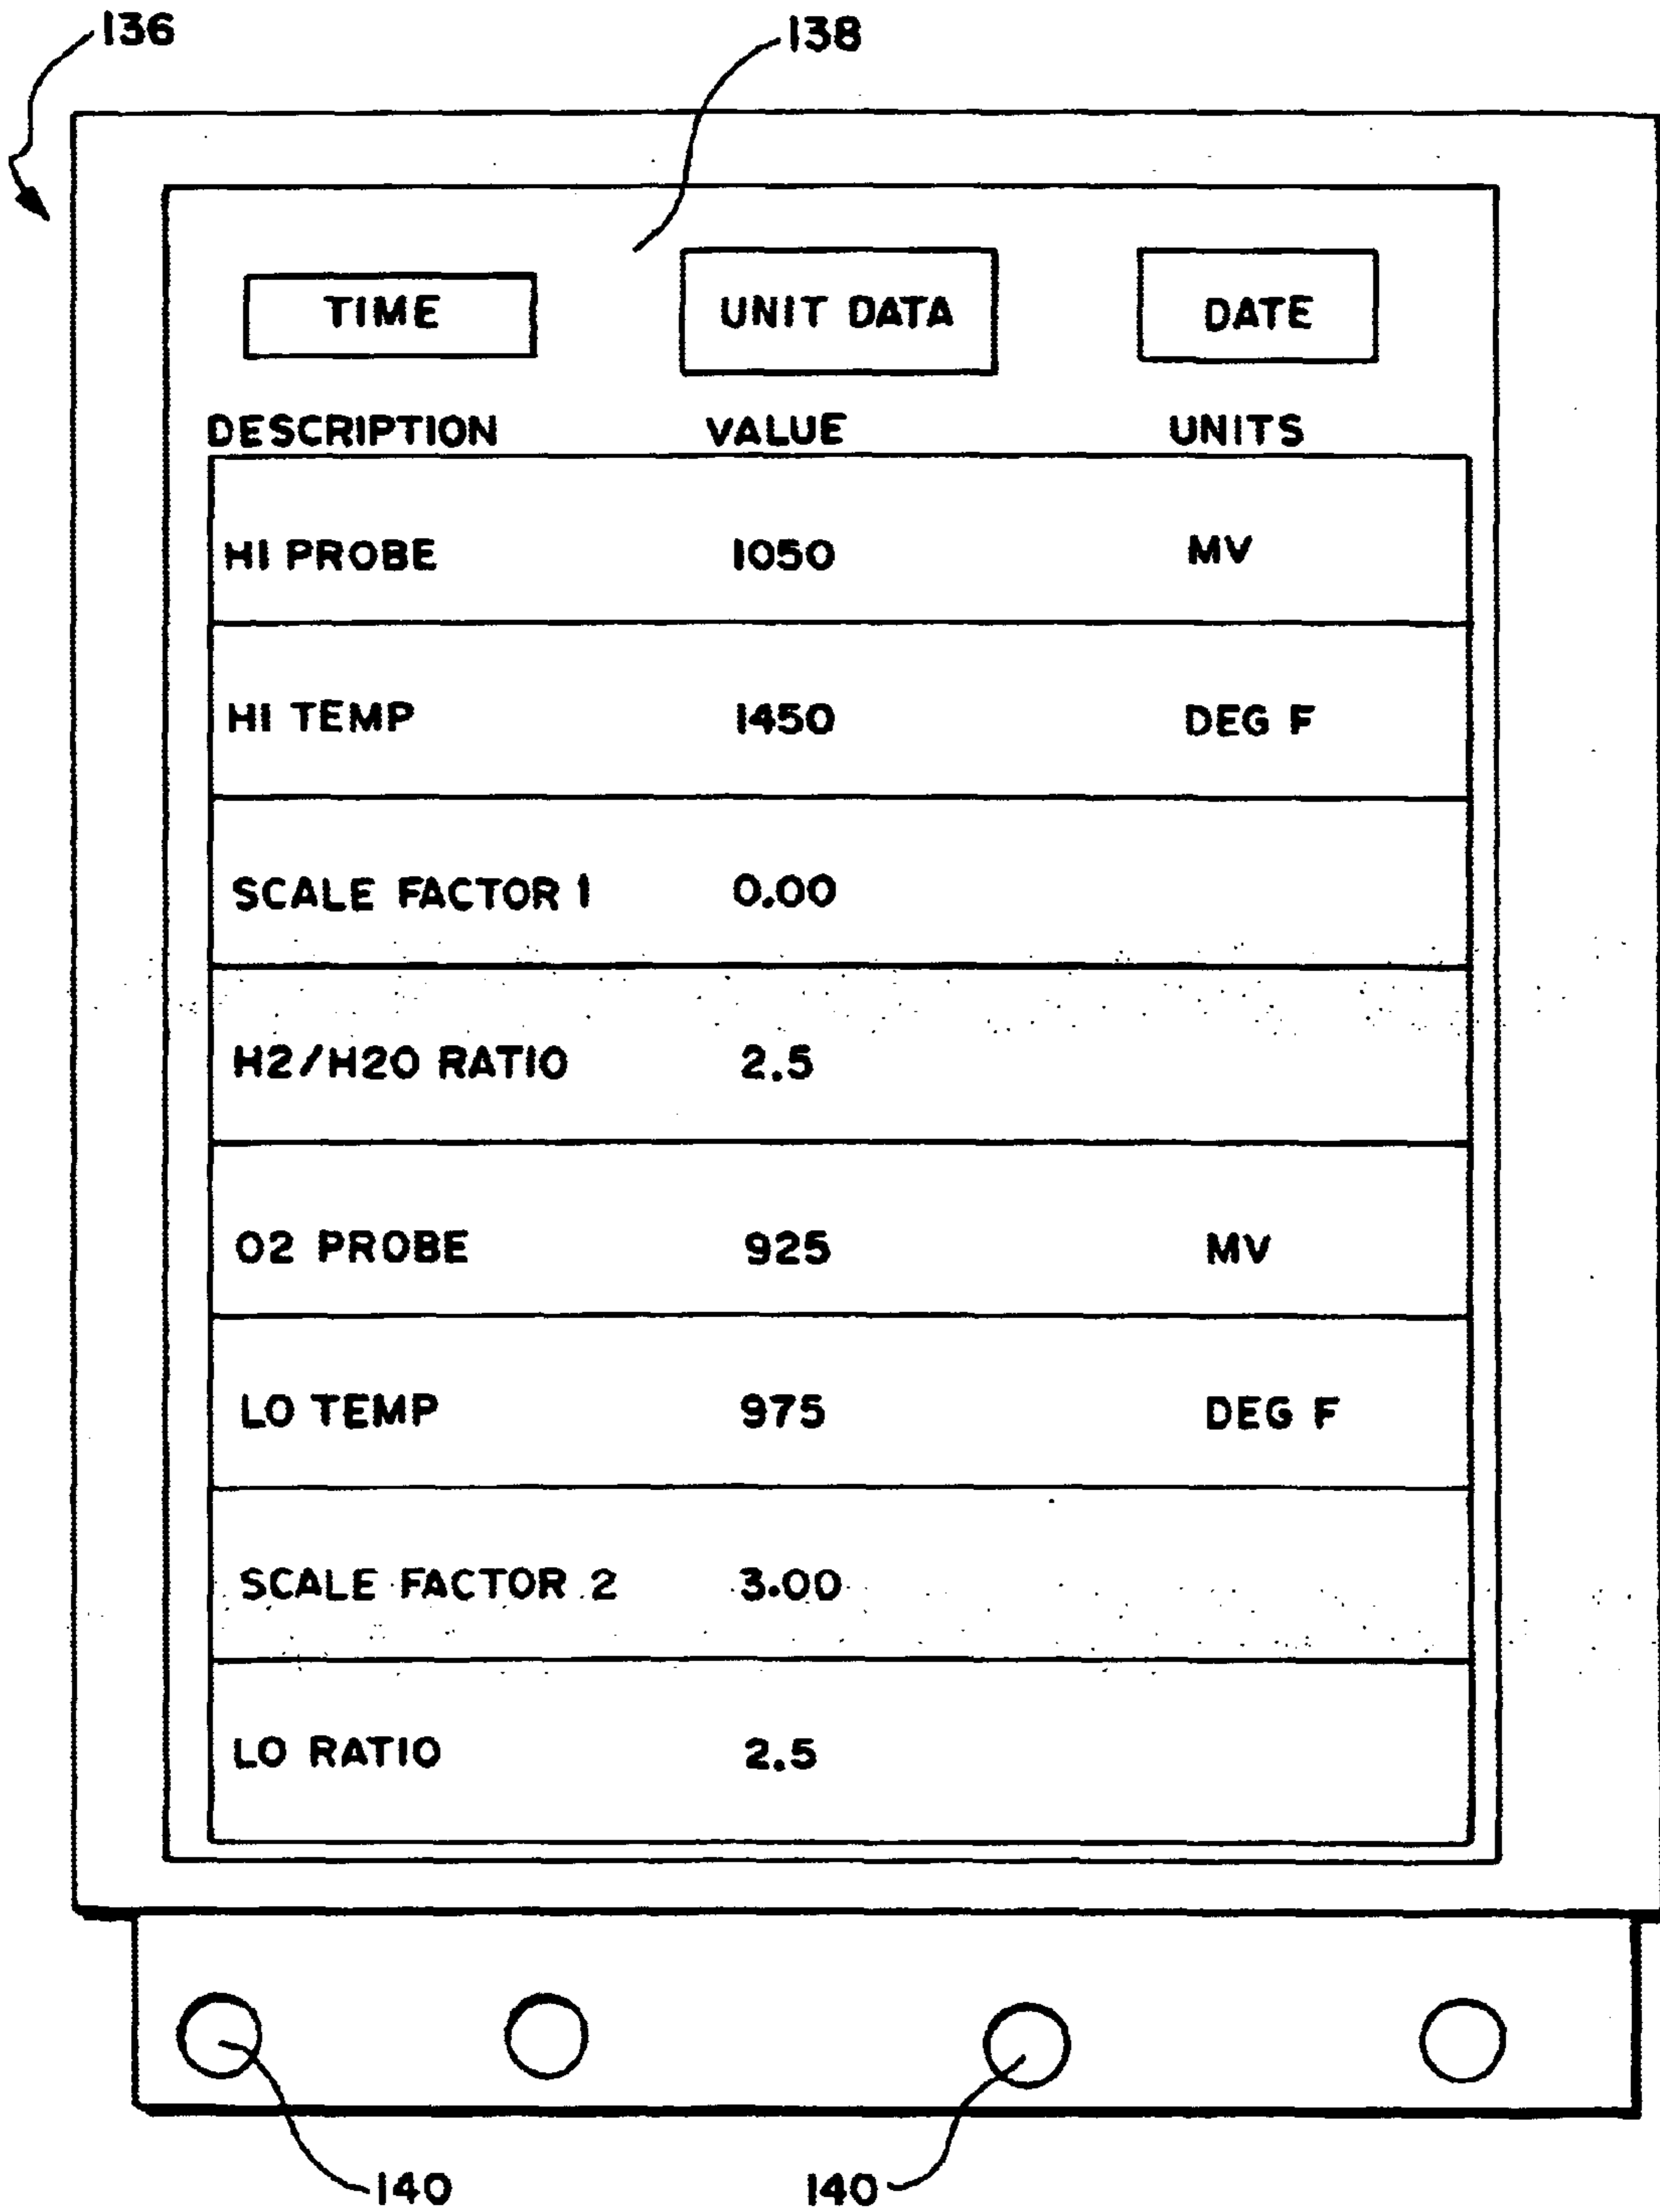 136
138
TIME UNIT DATA DATE
DESCRIPTION VALUE UNITS
HI PROBE 1050 MV
HI TEMP 1450 DEG F
SCALE FACTOR 1 0.00
H2/H2O RATIO 2.5
O2 PROBE 925 MV
LO TEMP 975 DEG F
SCALE FACTOR 2 3.00
LO RATIO 2.5
140 140